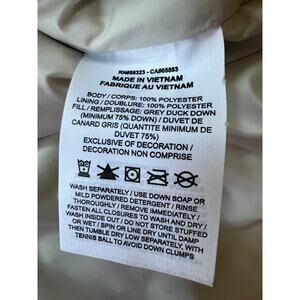 RN#88323 - CA#05553
MADE IN VIETNAM
FABRIQUE AU VIETNAM
BODY / CORPS: 100% POLYESTER
LINING / DOUBLURE: 100% POLYESTER
FILL / REMPLISSAGE: GREY DUCK DOWN
(MINIMUM 75% DOWN) / DUVET DE
CANARD GRIS (QUANTITE MINIMUM DE
DUVET 75%)
EXCLUSIVE OF DECORATION /
DECORATION NON COMPRISE
WASH SEPARATELY / USE DOWN SOAP OR
MILD POWDERED DETERGENT / RINSE
THOROUGHLY / REMOVE IMMEDIATELY /
FASTEN ALL CLOSURES TO WASH AND DRY /
WASH INSIDE OUT / DO NOT STORE STUFFED
OR WET / SPIN OR LINE DRY UNTIL DAMP
THEN TUMBLE DRY LOW SEPARATELY, WITH
TENNIS BALL TO AVOID DOWN CLUMPS